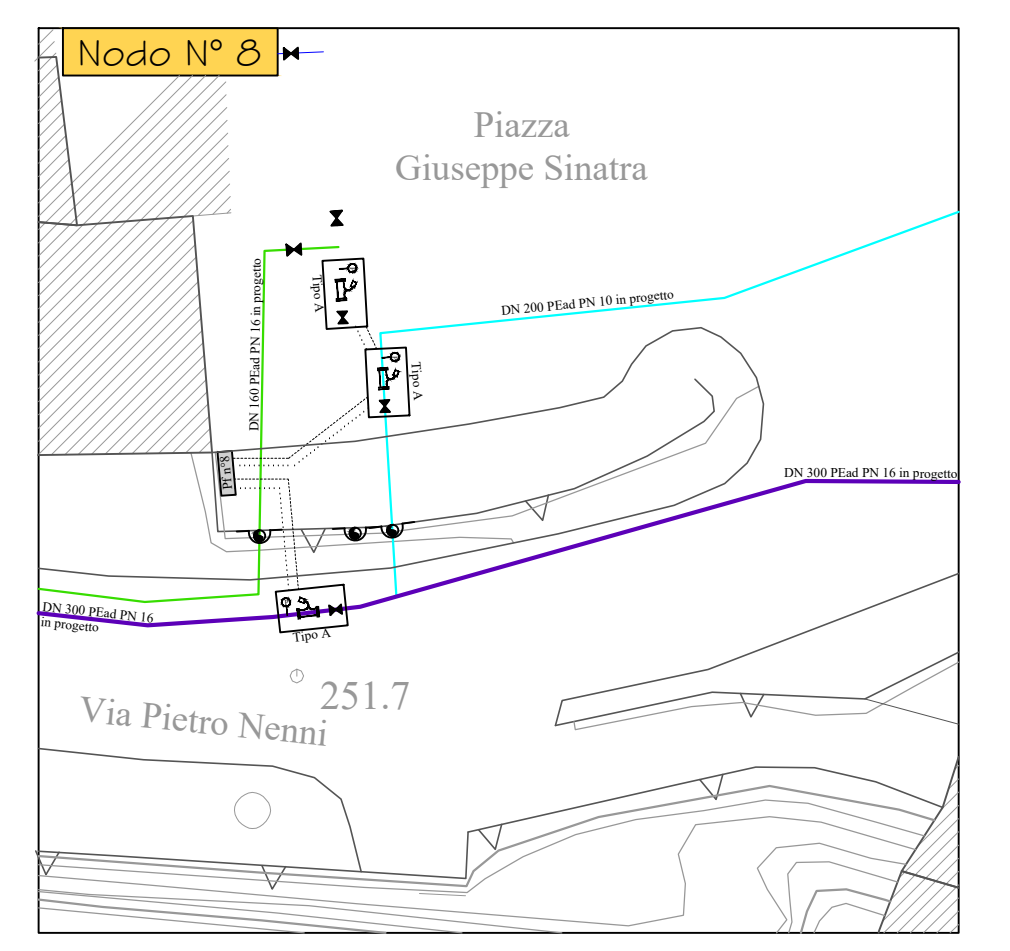 Nodo N° 8
Piazza
Giuseppe Sinatra
DN 160 PEad PN 16 in progetto
Tipo A
DN 200 PEad PN 10 in progetto
Tipo A
Pf n°8
DN 300 PEad PN 16 in progetto
DN 300 PEad PN 16
in progetto
Tipo A
251.7
Via Pietro Nenni